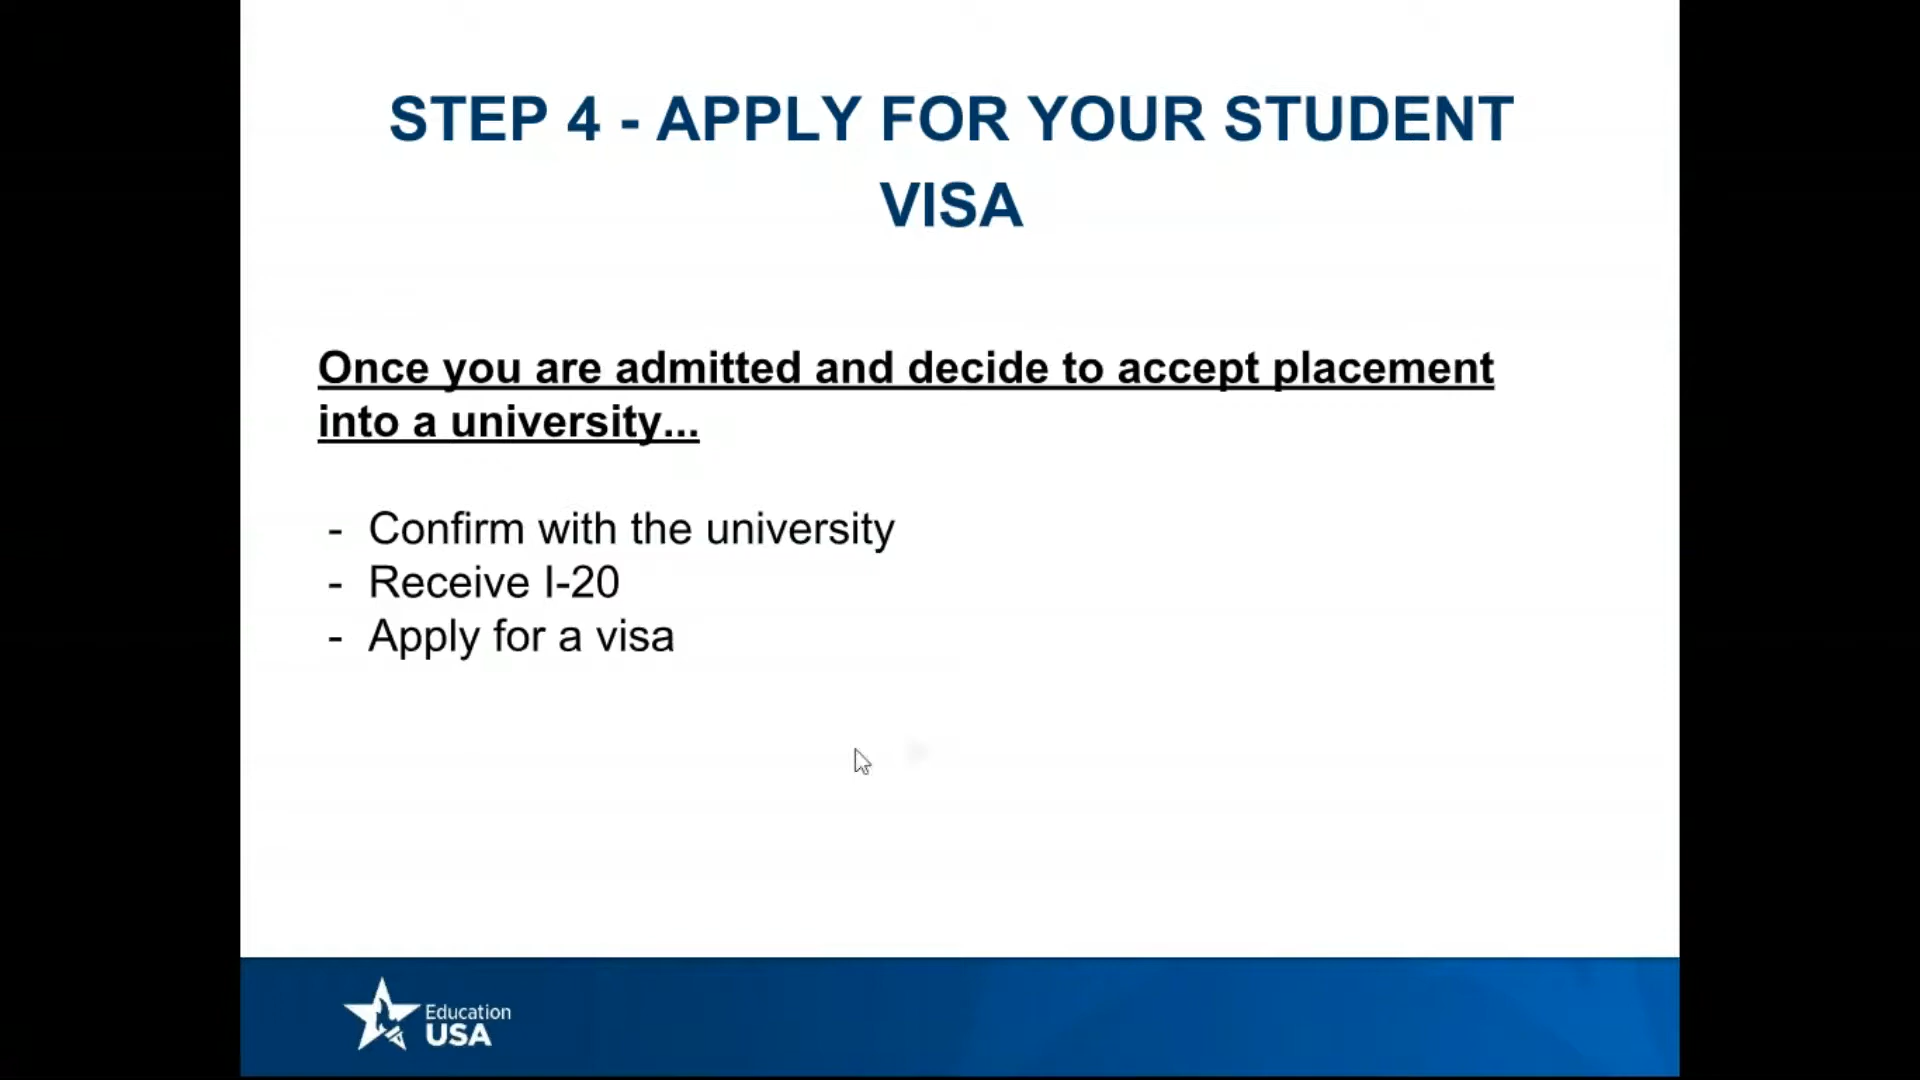 STEP 4 - APPLY FOR YOUR STUDENT
VISA
Once you are admitted and decide to accept placement
into a university...
- Confirm with the university
- Receive I-20
- Apply for a visa
Education
USA